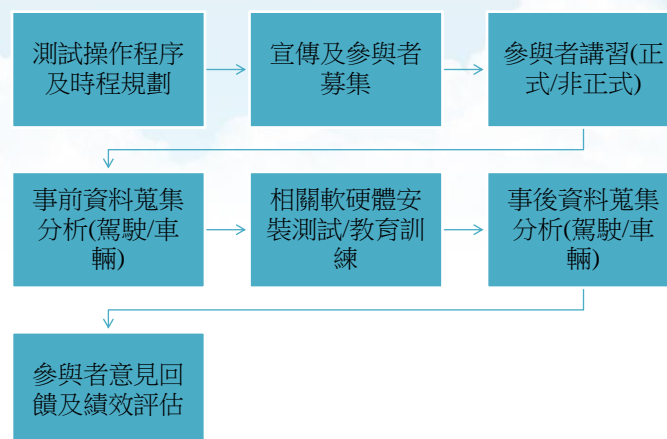 測試操作程序
及時程規劃
宣傳及參與者
募集
參與者講習(正
式/非正式)
事前資料蒐集
分析(駕駛/車
輛)
相關軟硬體安
裝測試/教育訓
練
事後資料蒐集
分析(駕駛/車
輛)
參與者意見回
饋及績效評估